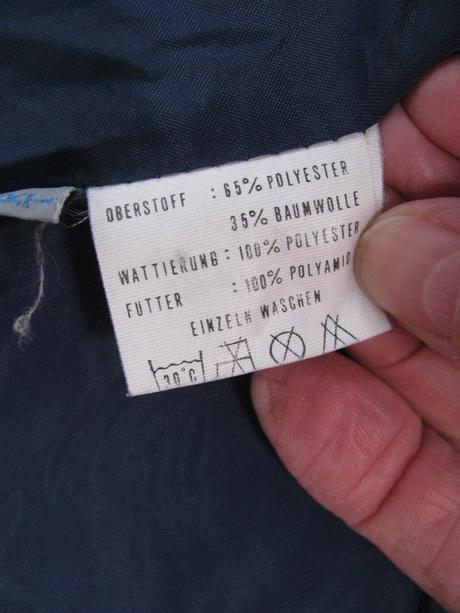 OBERSTOFF : 65% POLYESTER
35% BAUMWOLLE
WATTIERUNG : 100% POLYESTER
FUTTER : 100% POLYAMID
EINZELN WASCHEN
30°C